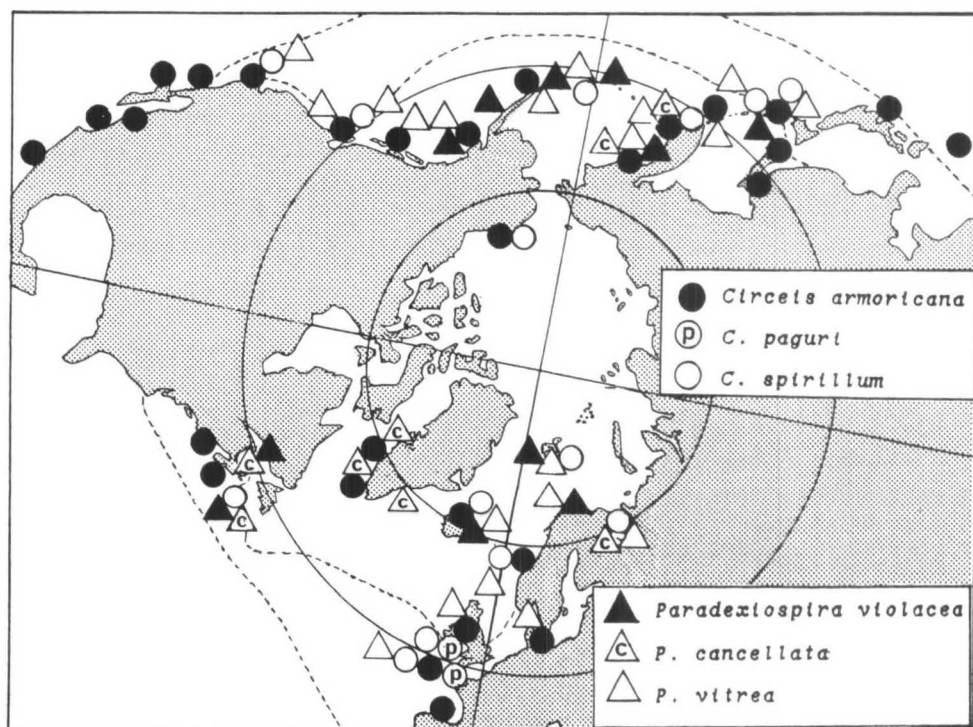 Circeis armoricana
p C. paguri
C. spirillum
c
c
c
c
c
c
c
c
p
p
Paradexiospira violacea
c P. cancellata
P. vitrea